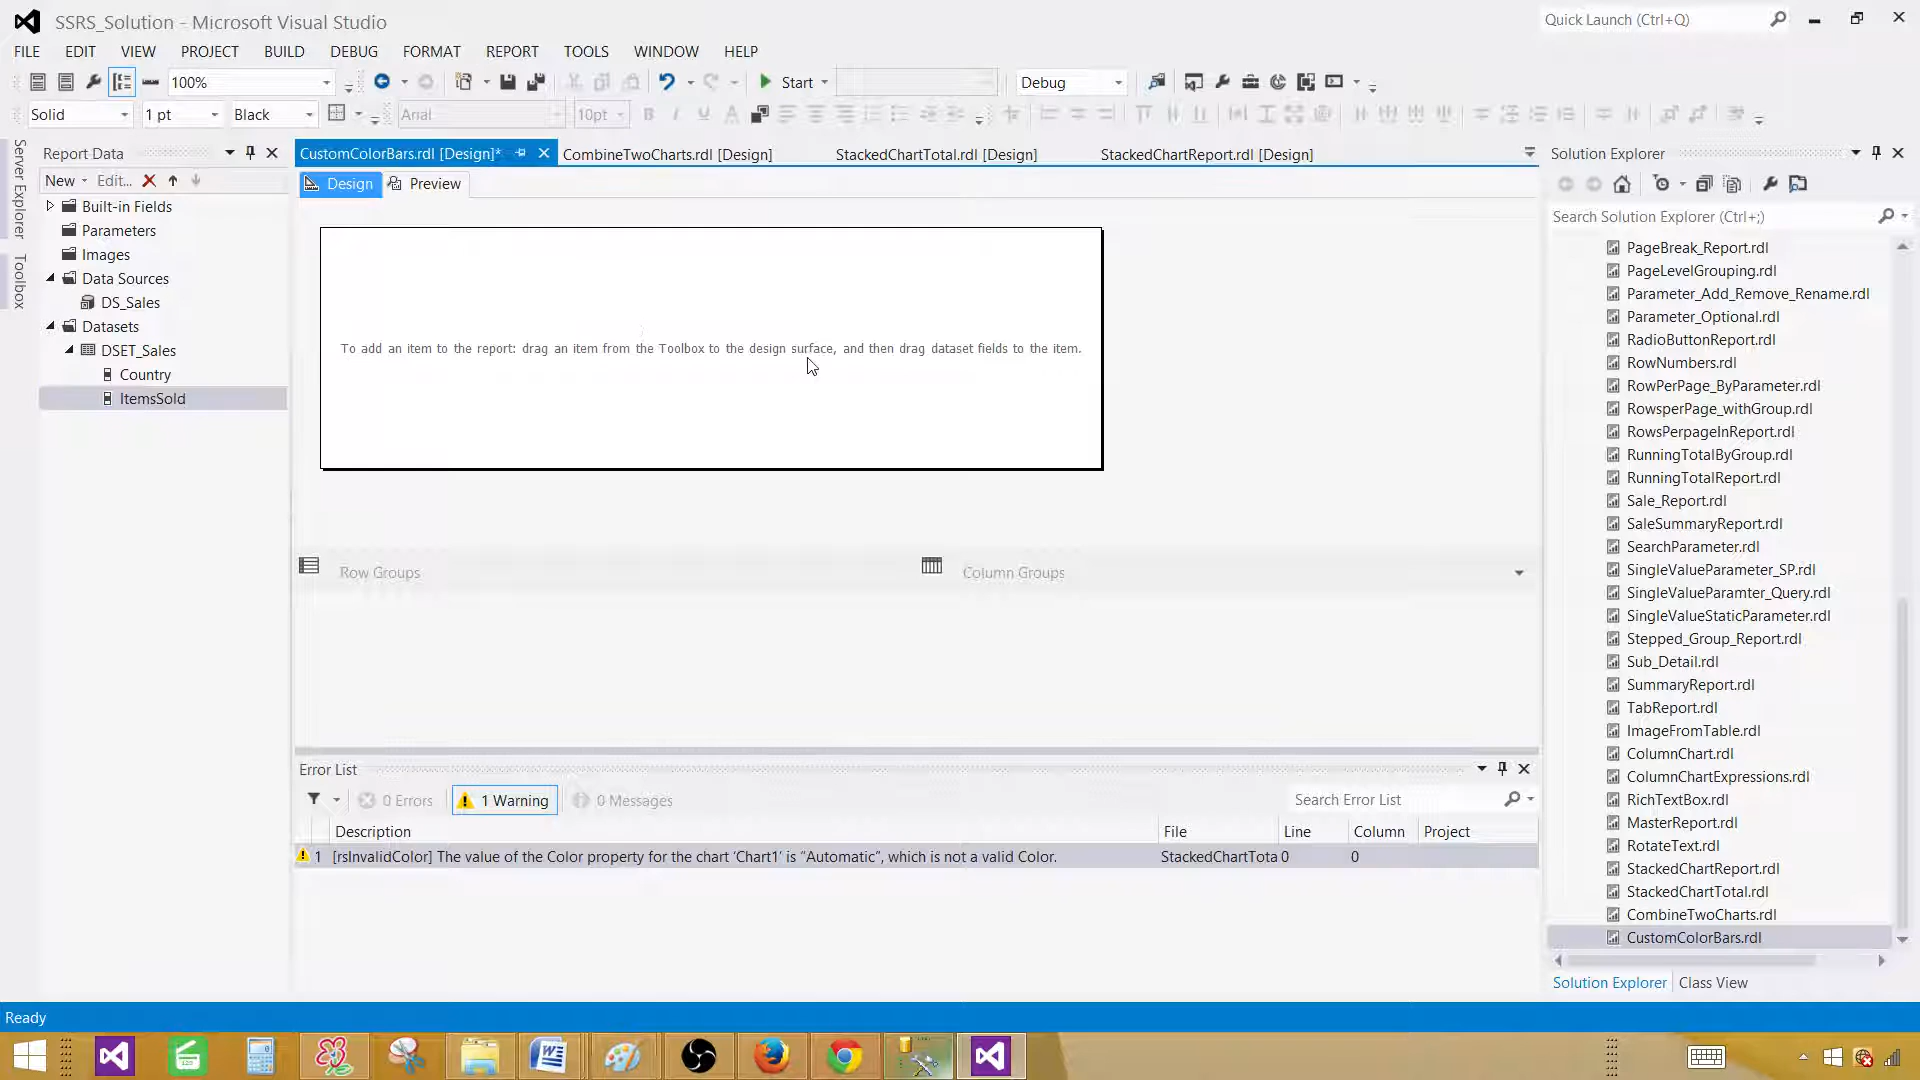 SSRS_Solution - Microsoft Visual Studio
Quick Launch (Ctrl+Q)
FILE EDIT VIEW PROJECT BUILD DEBUG FORMAT REPORT TOOLS WINDOW HELP
100% Start Debug
Solid 1 pt Black Arial 10pt B I U A
Server Explorer
Toolbox
Report Data
New Edit...
Built-in Fields
Parameters
Images
Data Sources
DS_Sales
Datasets
DSET_Sales
Country
ItemsSold
CustomColorBars.rdl [Design]* CombineTwoCharts.rdl [Design] StackedChartTotal.rdl [Design] StackedChartReport.rdl [Design]
Design Preview
To add an item to the report: drag an item from the Toolbox to the design surface, and then drag dataset fields to the item.
Row Groups Column Groups
Error List
0 Errors 1 Warning 0 Messages Search Error List
Description File Line Column Project
1 [rsInvalidColor] The value of the Color property for the chart ‘Chart1’ is “Automatic”, which is not a valid Color. StackedChartTota 0 0
Solution Explorer
Search Solution Explorer (Ctrl+;)
PageBreak_Report.rdl
PageLevelGrouping.rdl
Parameter_Add_Remove_Rename.rdl
Parameter_Optional.rdl
RadioButtonReport.rdl
RowNumbers.rdl
RowPerPage_ByParameter.rdl
RowsperPage_withGroup.rdl
RowsPerpageInReport.rdl
RunningTotalByGroup.rdl
RunningTotalReport.rdl
Sale_Report.rdl
SaleSummaryReport.rdl
SearchParameter.rdl
SingleValueParameter_SP.rdl
SingleValueParamter_Query.rdl
SingleValueStaticParameter.rdl
Stepped_Group_Report.rdl
Sub_Detail.rdl
SummaryReport.rdl
TabReport.rdl
ImageFromTable.rdl
ColumnChart.rdl
ColumnChartExpressions.rdl
RichTextBox.rdl
MasterReport.rdl
RotateText.rdl
StackedChartReport.rdl
StackedChartTotal.rdl
CombineTwoCharts.rdl
CustomColorBars.rdl
Solution Explorer Class View
Ready